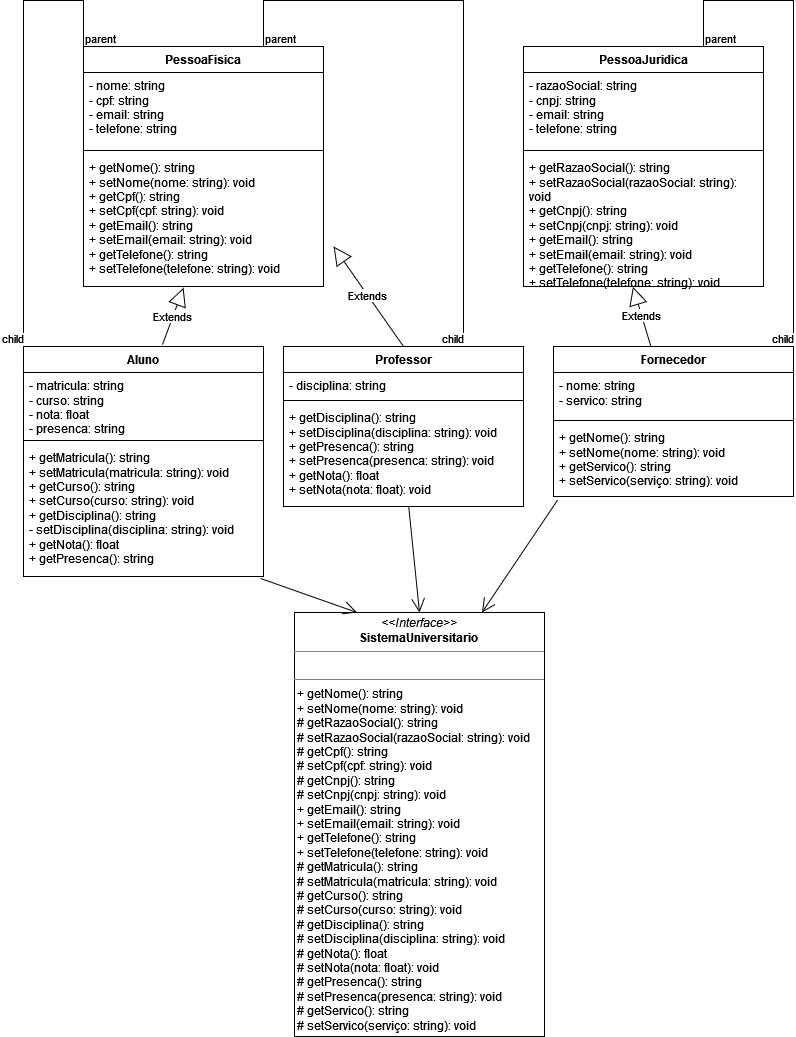 parent
parent
parent
PessoaFisica
- nome: string
- cpf: string
- email: string
- telefone: string
+ getNome(): string
+ setNome(nome: string): void
+ getCpf(): string
+ setCpf(cpf: string): void
+ getEmail(): string
+ setEmail(email: string): void
+ getTelefone(): string
+ setTelefone(telefone: string): void
PessoaJuridica
- razaoSocial: string
- cnpj: string
- email: string
- telefone: string
+ getRazaoSocial(): string
+ setRazaoSocial(razaoSocial: string):
void
+ getCnpj(): string
+ setCnpj(cnpj: string): void
+ getEmail(): string
+ setEmail(email: string): void
+ getTelefone(): string
+ setTelefone(telefone: string): void
Extends
Extends
Extends
child
child
child
Aluno
- matricula: string
- curso: string
- nota: float
- presenca: string
+ getMatricula(): string
+ setMatricula(matricula: string): void
+ getCurso(): string
+ setCurso(curso: string): void
+ getDisciplina(): string
- setDisciplina(disciplina: string): void
+ getNota(): float
+ getPresenca(): string
Professor
- disciplina: string
+ getDisciplina(): string
+ setDisciplina(disciplina: string): void
+ getPresenca(): string
+ setPresenca(presenca: string): void
+ getNota(): float
+ setNota(nota: float): void
Fornecedor
- nome: string
- servico: string
+ getNome(): string
+ setNome(nome: string): void
+ getServico(): string
+ setServico(serviço: string): void
<<Interface>>
SistemaUniversitario
+ getNome(): string
+ setNome(nome: string): void
# getRazaoSocial(): string
# setRazaoSocial(razaoSocial: string): void
# getCpf(): string
# setCpf(cpf: string): void
# getCnpj(): string
# setCnpj(cnpj: string): void
+ getEmail(): string
+ setEmail(email: string): void
+ getTelefone(): string
+ setTelefone(telefone: string): void
# getMatricula(): string
# setMatricula(matricula: string): void
# getCurso(): string
# setCurso(curso: string): void
# getDisciplina(): string
# setDisciplina(disciplina: string): void
# getNota(): float
# setNota(nota: float): void
# getPresenca(): string
# setPresenca(presenca: string): void
# getServico(): string
# setServico(serviço: string): void